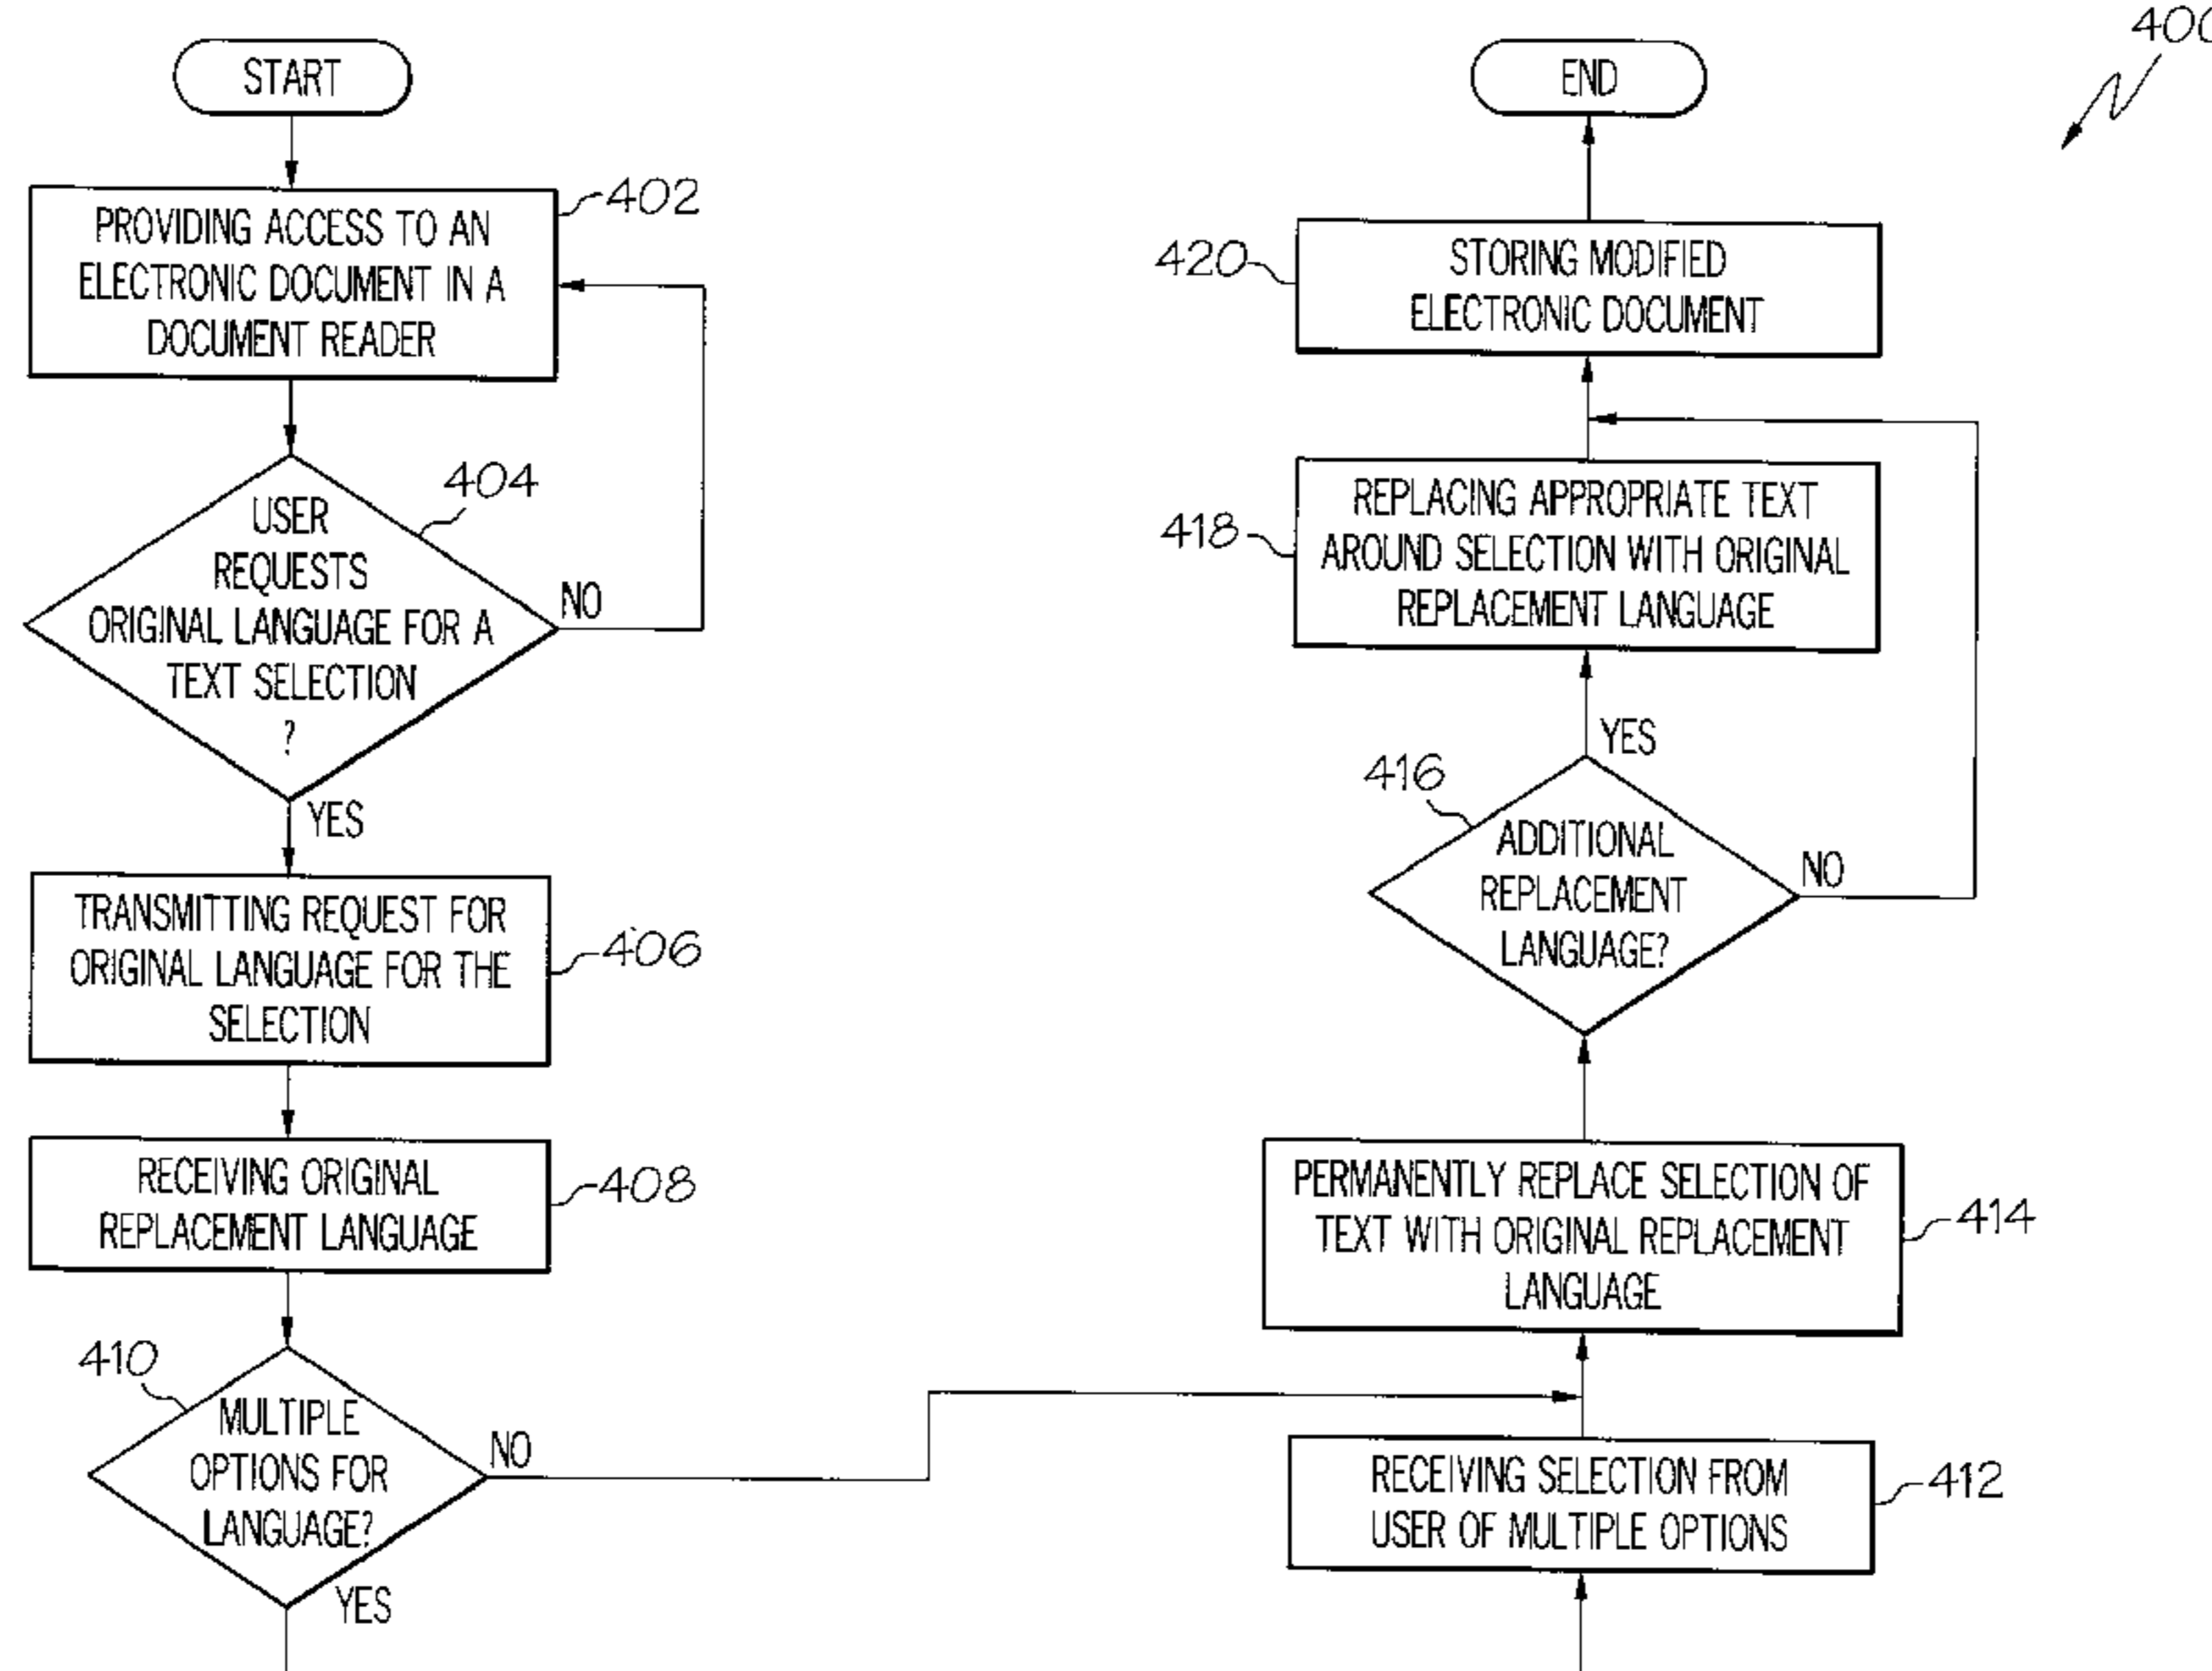 START
PROVIDING ACCESS TO AN
ELECTRONIC DOCUMENT IN A
DOCUMENT READER
402
USER
REQUESTS
ORIGINAL LANGUAGE FOR A
TEXT SELECTION
?
404
NO
YES
TRANSMITTING REQUEST FOR
ORIGINAL LANGUAGE FOR THE
SELECTION
406
RECEIVING ORIGINAL
REPLACEMENT LANGUAGE
408
410
MULTIPLE
OPTIONS FOR
LANGUAGE?
NO
YES
400
END
420
STORING MODIFIED
ELECTRONIC DOCUMENT
418
REPLACING APPROPRIATE TEXT
AROUND SELECTION WITH ORIGINAL
REPLACEMENT LANGUAGE
YES
416
ADDITIONAL
REPLACEMENT
LANGUAGE?
NO
PERMANENTLY REPLACE SELECTION OF
TEXT WITH ORIGINAL REPLACEMENT
LANGUAGE
414
RECEIVING SELECTION FROM
USER OF MULTIPLE OPTIONS
412